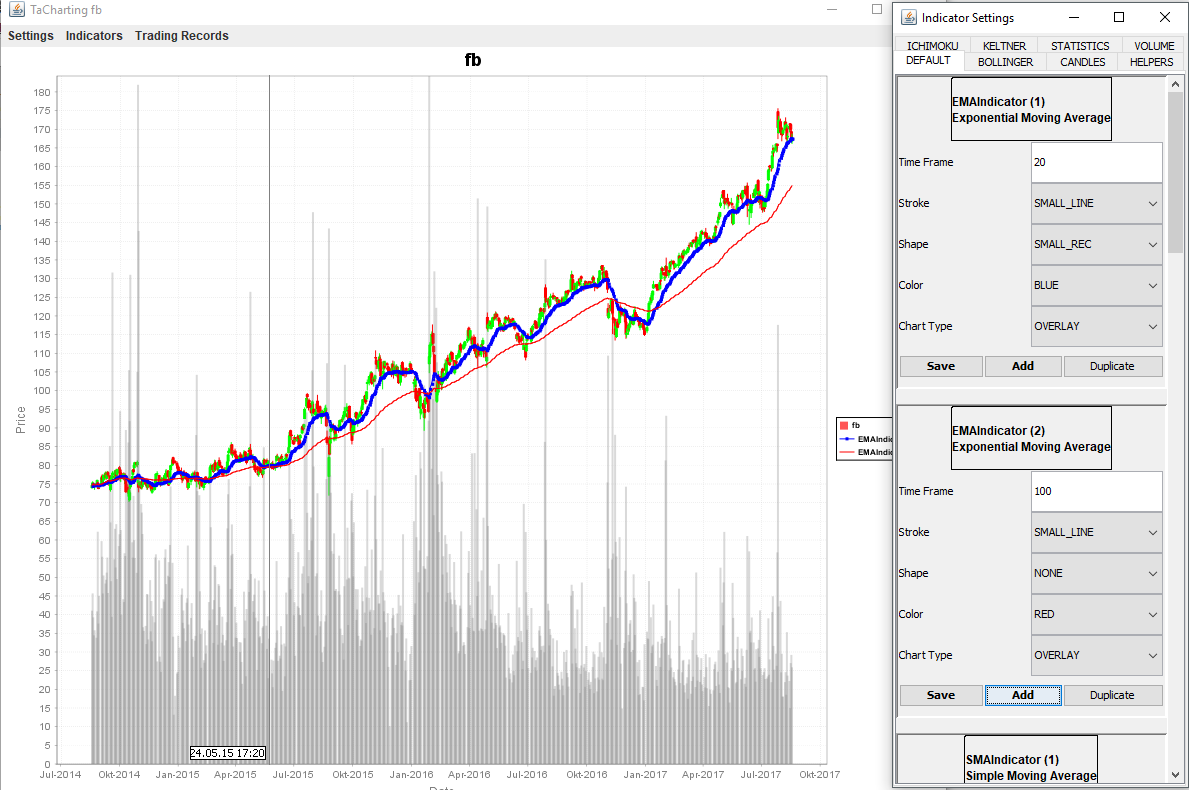 TaCharting fb
Settings Indicators Trading Records
fb
180
175
170
165
160
155
150
145
140
135
130
125
120
115
110
105
100
95
90
85
80
75
70
65
60
55
50
45
40
35
30
25
20
15
10
5
0
Price
24.05.15 17:20
Jul-2014 Okt-2014 Jan-2015 Apr-2015 Jul-2015 Okt-2015 Jan-2016 Apr-2016 Jul-2016 Okt-2016 Jan-2017 Apr-2017 Jul-2017 Okt-2017
fb
EMAIndic
EMAIndic
Indicator Settings
ICHIMOKU KELTNER STATISTICS VOLUME
DEFAULT BOLLINGER CANDLES HELPERS
EMAIndicator (1)
Exponential Moving Average
Time Frame 20
Stroke SMALL_LINE
Shape SMALL_REC
Color BLUE
Chart Type OVERLAY
Save Add Duplicate
EMAIndicator (2)
Exponential Moving Average
Time Frame 100
Stroke SMALL_LINE
Shape NONE
Color RED
Chart Type OVERLAY
Save Add Duplicate
SMAIndicator (1)
Simple Moving Average